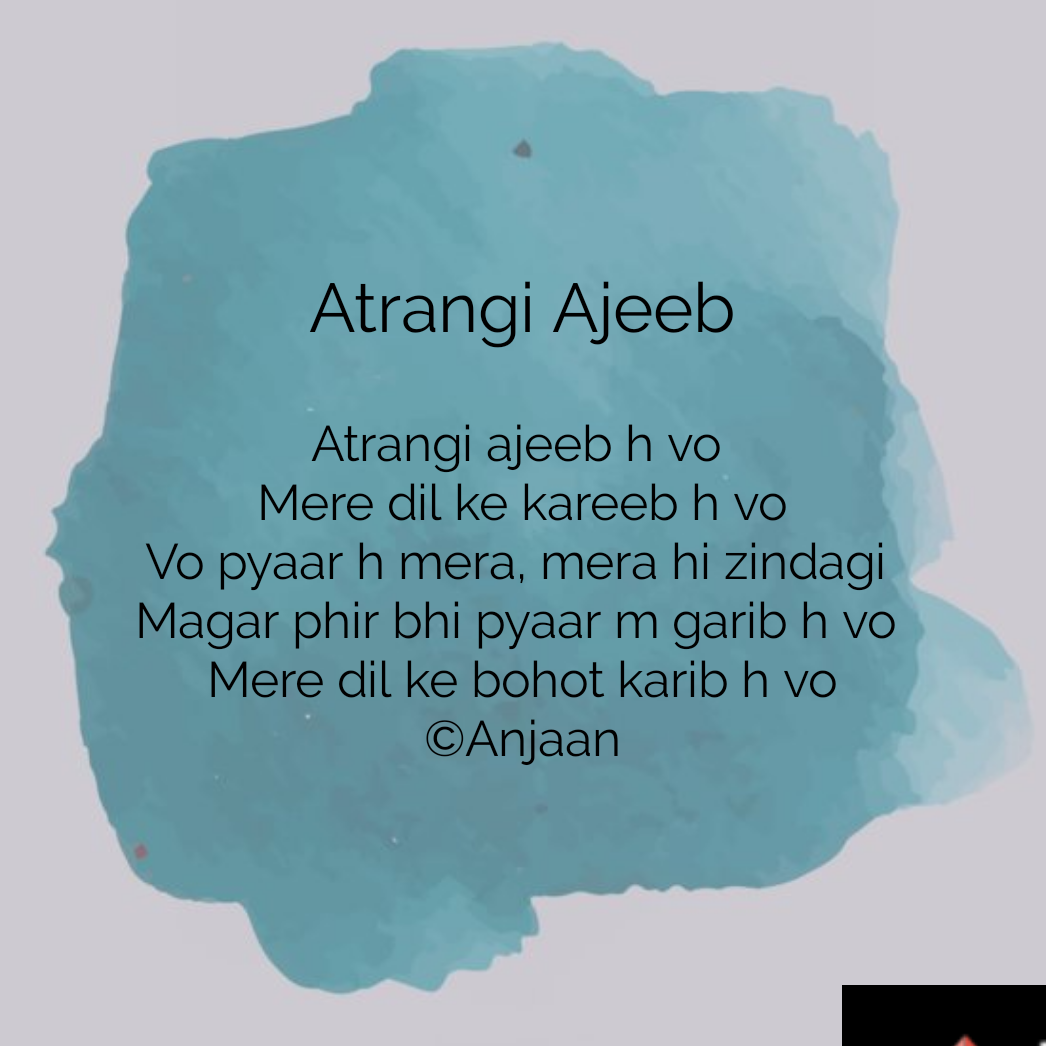 Atrangi Ajeeb
Atrangi ajeeb h vo
Mere dil ke kareeb h vo
Vo pyaar h mera, mera hi zindagi
Magar phir bhi pyaar m garib h vo
Mere dil ke bohot karib h vo
©Anjaan